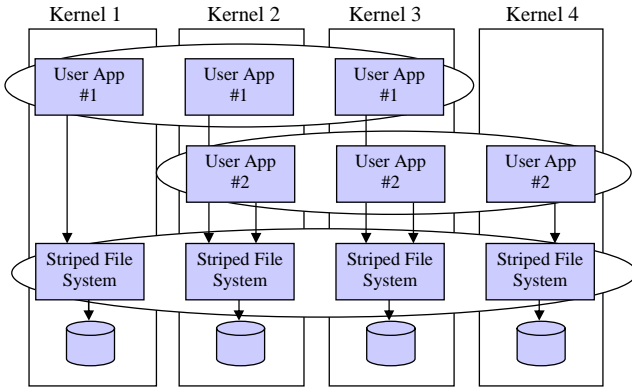 Kernel 1
Kernel 2
Kernel 3
Kernel 4
User App
#1
User App
#1
User App
#1
User App
#2
User App
#2
User App
#2
Striped File
System
Striped File
System
Striped File
System
Striped File
System